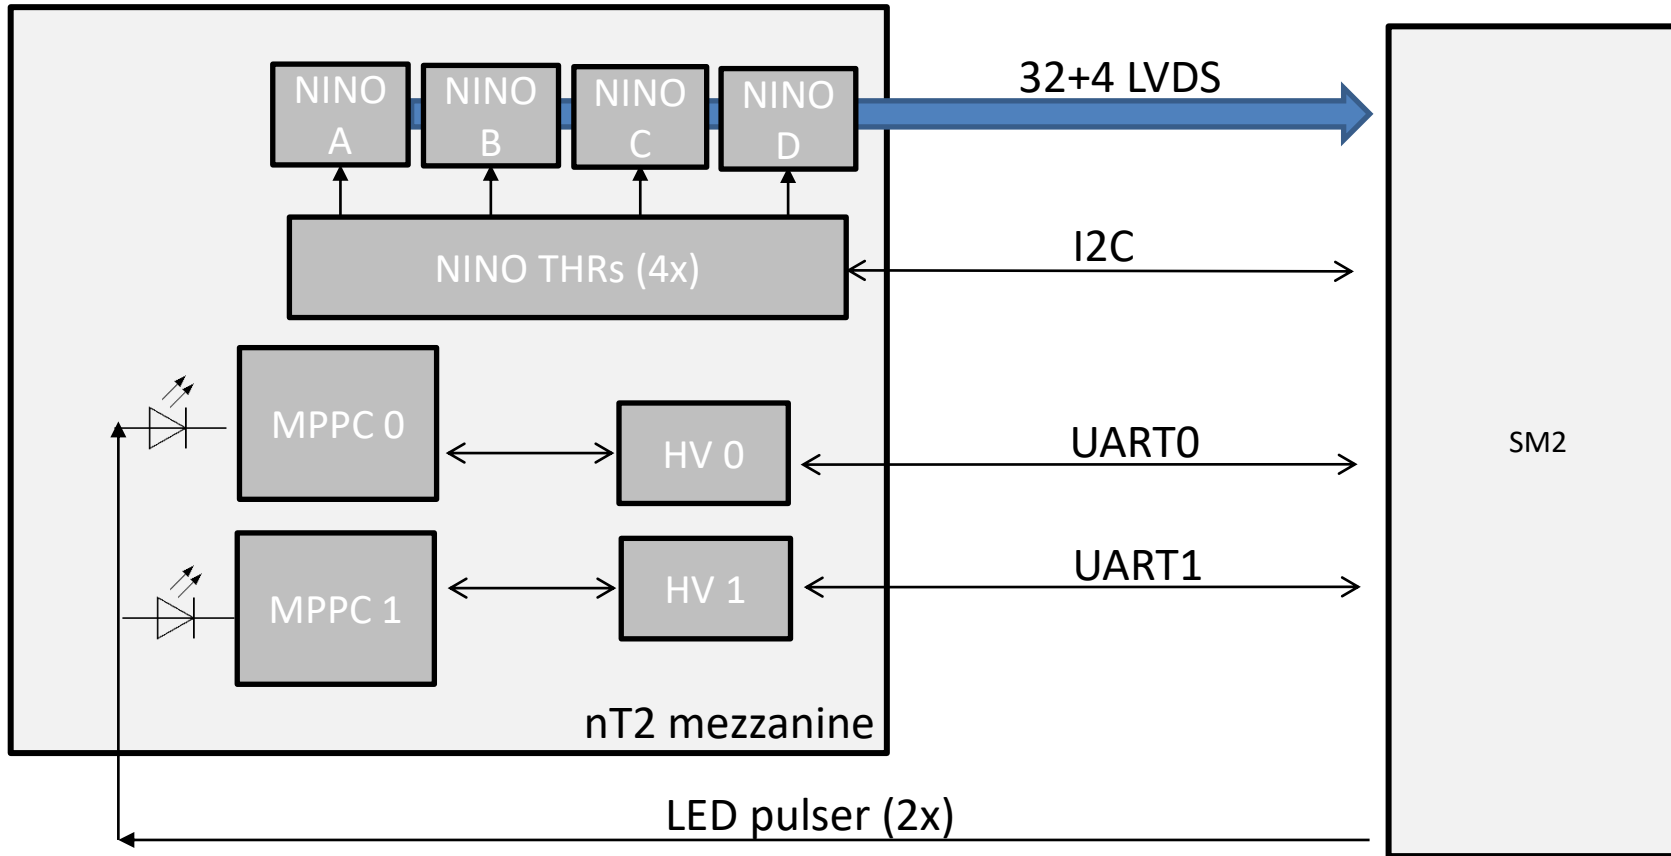 NINO
A
NINO
B
NINO
C
NINO
D
32+4 LVDS
NINO THRs (4x)
I2C
MPPC 0
HV 0
UART0
SM2
MPPC 1
HV 1
UART1
nT2 mezzanine
LED pulser (2x)